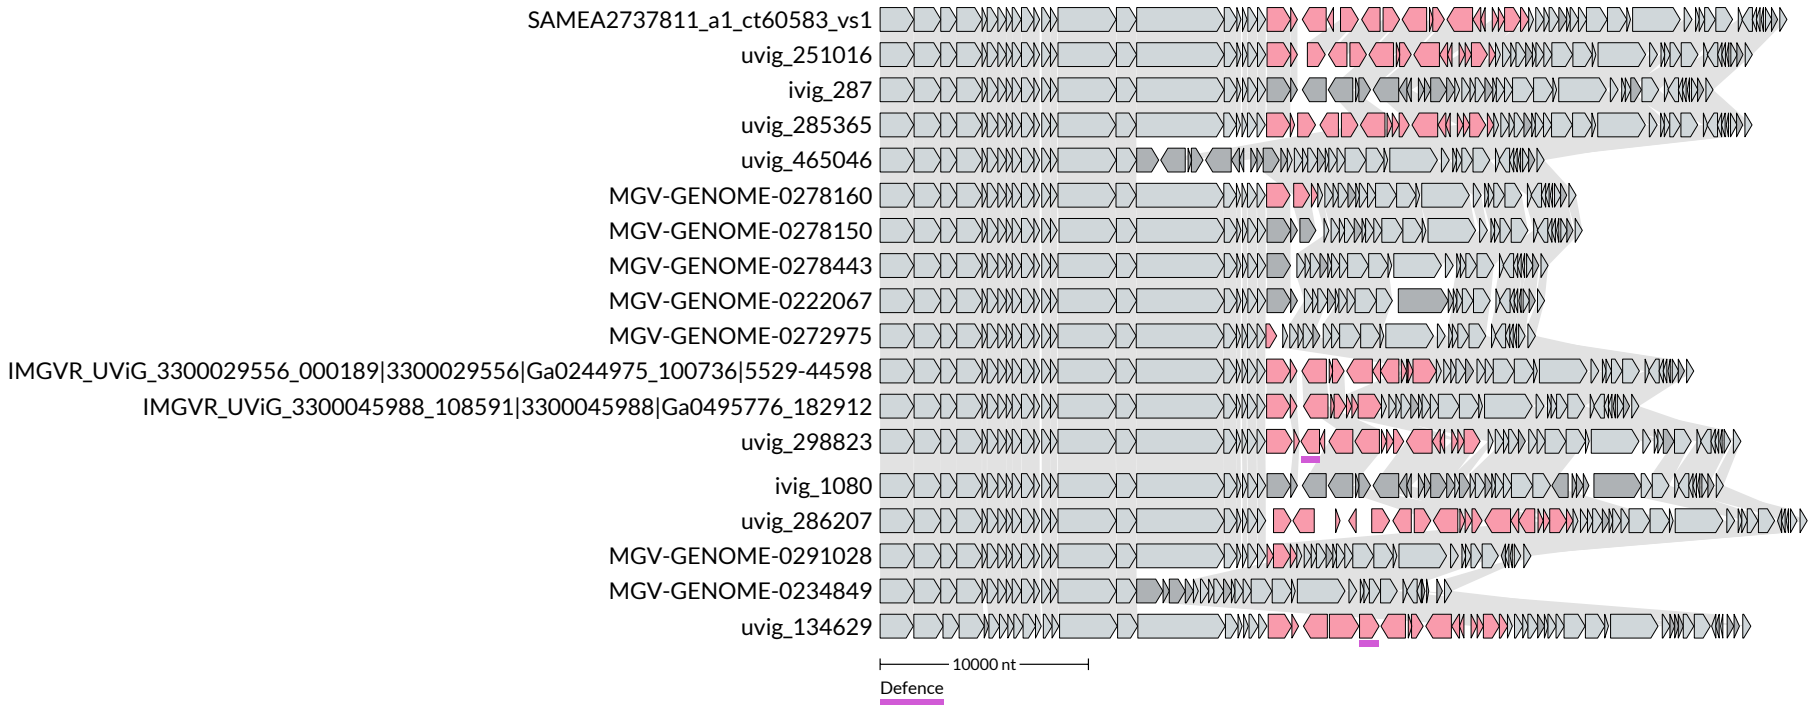 SAMEA2737811_a1_ct60583_vs1
uvig_251016
ivig_287
uvig_285365
uvig_465046
MGV-GENOME-0278160
MGV-GENOME-0278150
MGV-GENOME-0278443
MGV-GENOME-0222067
MGV-GENOME-0272975
IMGVR_UViG_3300029556_000189|3300029556|Ga0244975_100736|5529-44598
IMGVR_UViG_3300045988_108591|3300045988|Ga0495776_182912
uvig_298823
ivig_1080
uvig_286207
MGV-GENOME-0291028
MGV-GENOME-0234849
uvig_134629
10000 nt
Defence